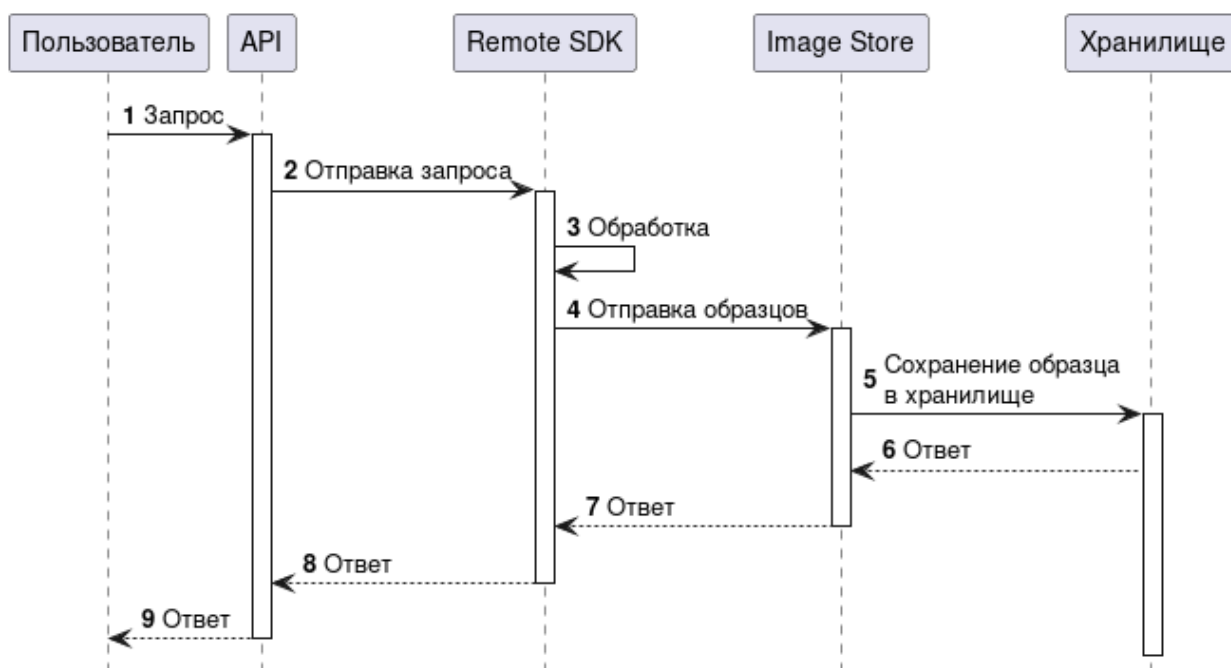 Пользователь
API
Remote SDK
Image Store
Хранилище
1 Запрос
2 Отправка запроса
3 Обработка
4 Отправка образцов
5 Сохранение образца
в хранилище
6 Ответ
7 Ответ
8 Ответ
9 Ответ